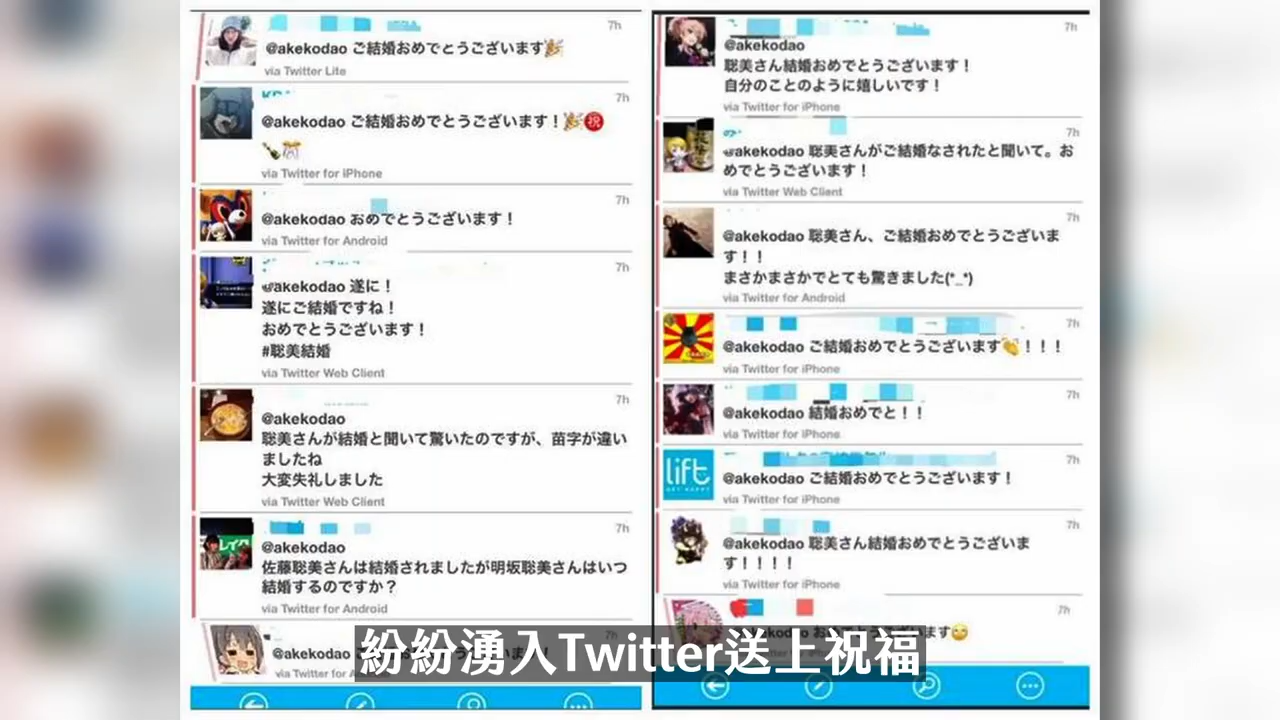 7h
@akekodao ご結婚おめでとうございます🎉
via Twitter Lite
7h
@akekodao ご結婚おめでとうございます！🎉㊗
🍾👰
via Twitter for iPhone
7h
@akekodao おめでとうございます！
via Twitter for Android
7h
@akekodao 遂に！
遂にご結婚ですね！
おめでとうございます！
#聡美結婚
via Twitter Web Client
7h
@akekodao
聡美さんが結婚と聞いて驚いたのですが、苗字が違い
ましたね
大変失礼しました
via Twitter Web Client
7h
@akekodao
佐藤聡美さんは結婚されましたが明坂聡美さんはいつ
結婚するのですか？
via Twitter for Android
7h
@akekodao
via Twitter for Android
7h
@akekodao
聡美さん結婚おめでとうございます！
自分のことのように嬉しいです！
via Twitter for iPhone
7h
@akekodao 聡美さんがご結婚なされたと聞いて。お
めでとうございます！
via Twitter Web Client
7h
@akekodao 聡美さん、ご結婚おめでとうございま
す！！
まさかまさかでとても驚きました(*_*)
via Twitter for Android
7h
@akekodao ご結婚おめでとうございます👏！！！
via Twitter for iPhone
7h
@akekodao 結婚おめでと！！
via Twitter for iPhone
lift
GET HAPPY
7h
@akekodao ご結婚おめでとうございます！
via Twitter for iPhone
7h
@akekodao 聡美さん結婚おめでとうございま
す！！！！
via Twitter for iPhone
7h
紛紛湧入Twitter送上祝福